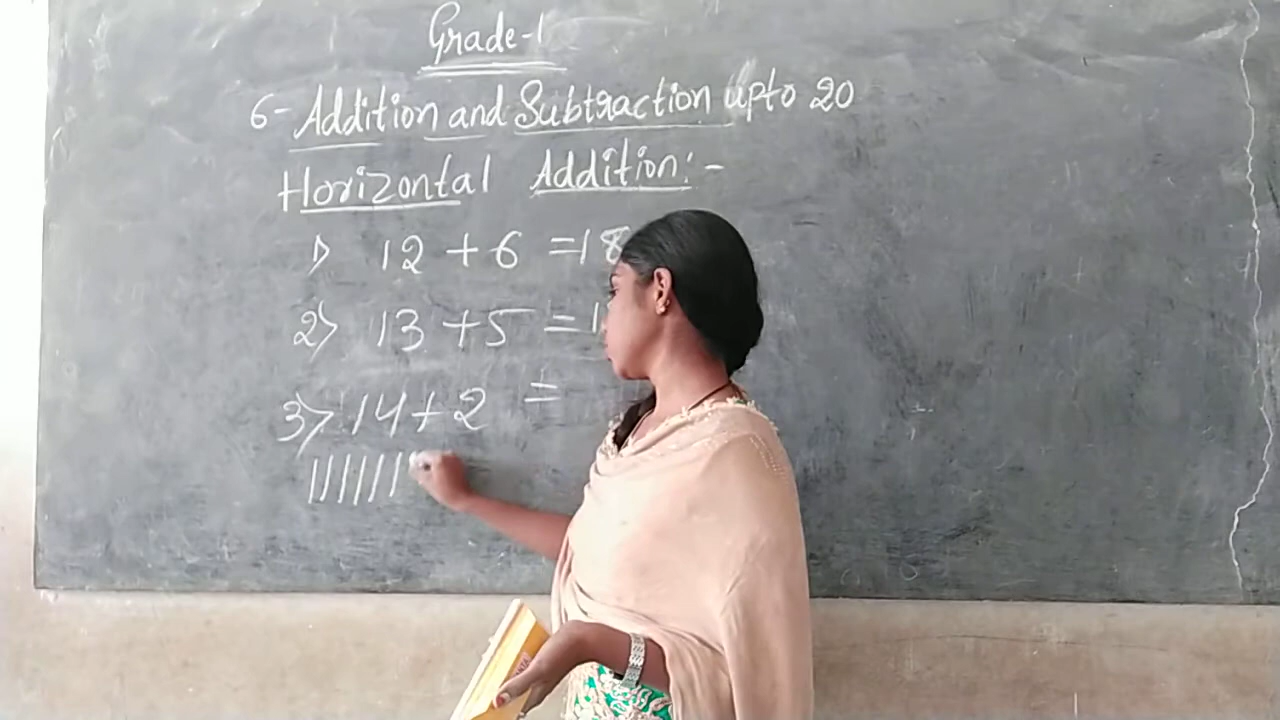 Grade-1
6-Addition and Subtraction upto 20
Horizontal Addition:-
1) 12 + 6 =18
2) 13 +5 =1
3) 14+2 =